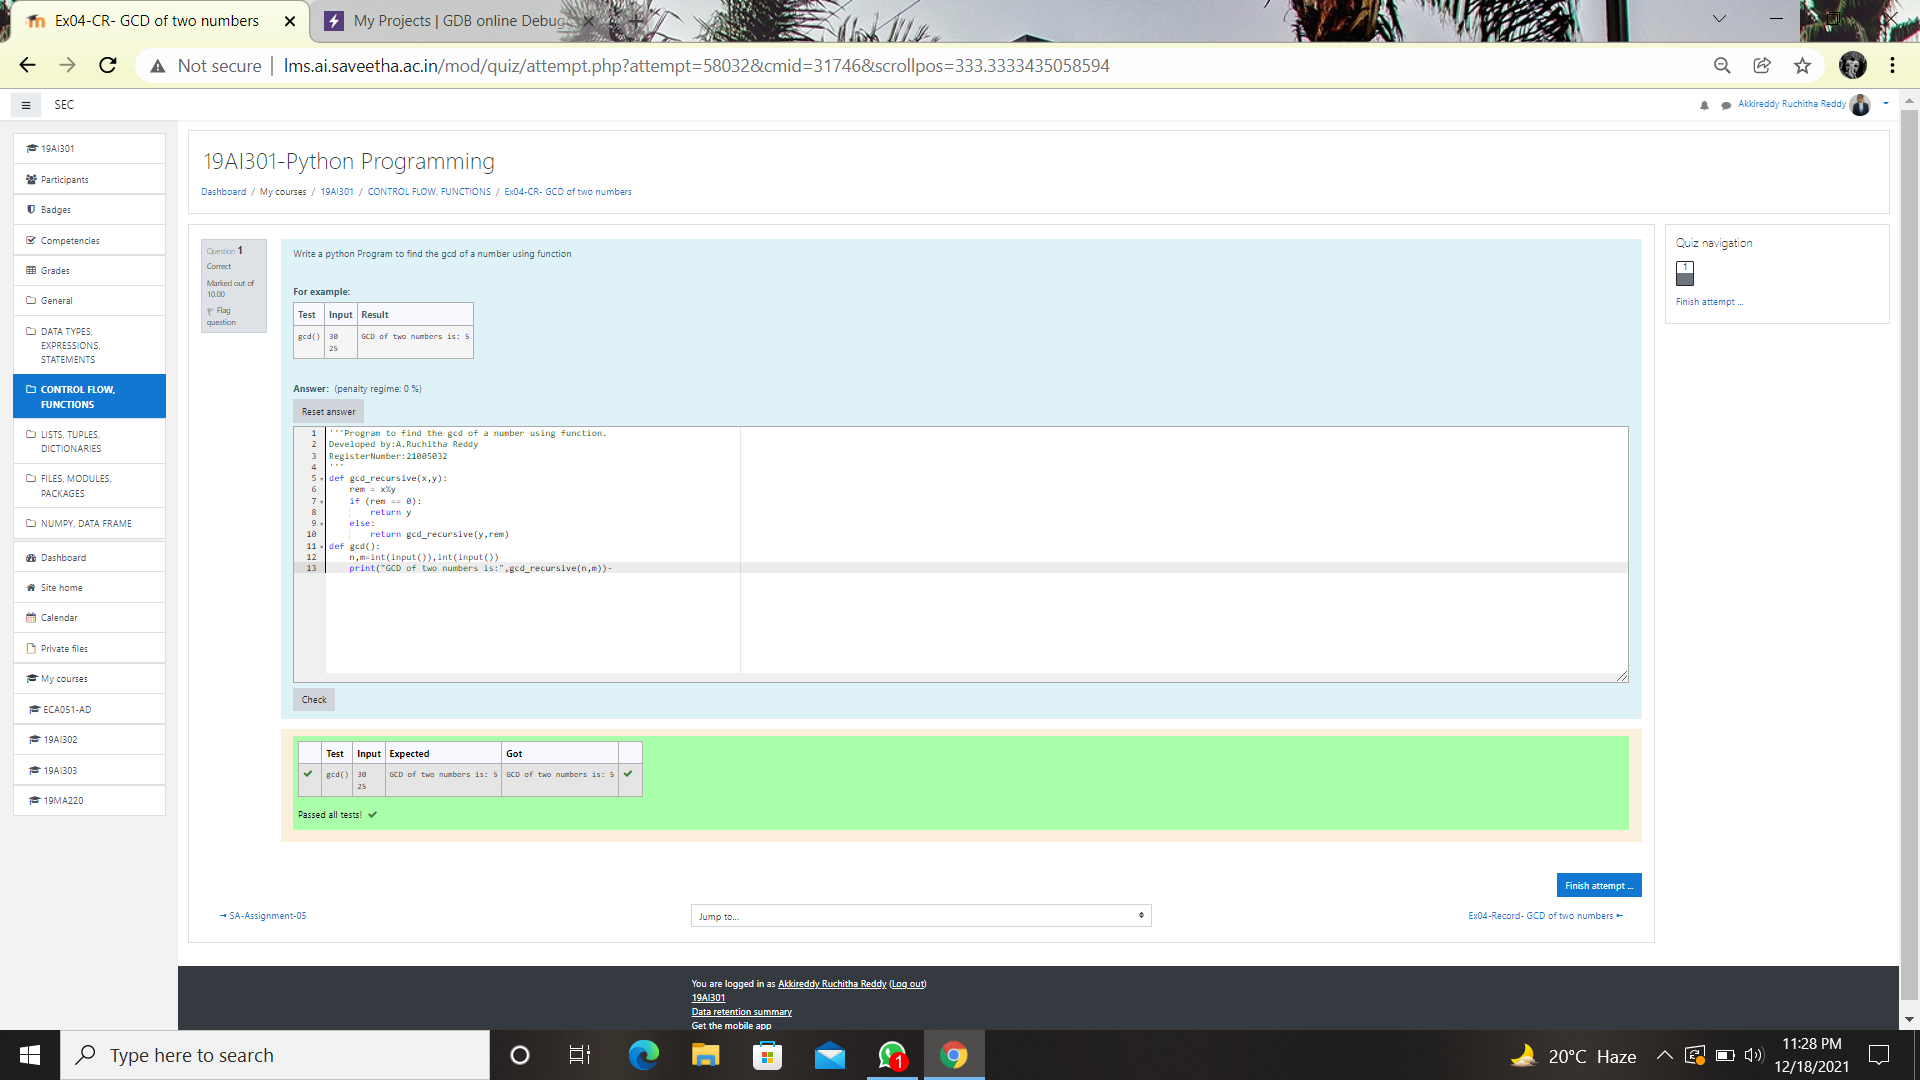 Ex04-CR- GCD of two numbers
My Projects | GDB online Debug
Not secure | lms.ai.saveetha.ac.in/mod/quiz/attempt.php?attempt=58032&cmid=31746&scrollpos=333.3333435058594
SEC
Akkireddy Ruchitha Reddy
19AI301
Participants
Badges
Competencies
Grades
General
DATA TYPES,
EXPRESSIONS,
STATEMENTS
CONTROL FLOW,
FUNCTIONS
LISTS, TUPLES,
DICTIONARIES
FILES, MODULES,
PACKAGES
NUMPY, DATA FRAME
Dashboard
Site home
Calendar
Private files
My courses
ECA051-AD
19AI302
19AI303
19MA220
19AI301-Python Programming
Dashboard / My courses / 19AI301 / CONTROL FLOW, FUNCTIONS / Ex04-CR- GCD of two numbers
Question 1
Correct
Marked out of
10.00
Flag
question
Write a python Program to find the gcd of a number using function
For example:
Test Input Result
gcd() 30 GCD of two numbers is: 5
25
Answer: (penalty regime: 0 %)
Reset answer
1 '''Program to find the gcd of a number using function.
2 Developed by:A.Ruchitha Reddy
3 RegisterNumber:21005032
4 '''
5 def gcd_recursive(x,y):
6 rem = x%y
7 if (rem == 0):
8 return y
9 else:
10 return gcd_recursive(y,rem)
11 def gcd():
12 n,m=int(input()),int(input())
13 print("GCD of two numbers is:",gcd_recursive(n,m))-
Check
Test Input Expected Got
gcd() 30 GCD of two numbers is: 5 GCD of two numbers is: 5
25
Passed all tests!
Quiz navigation
1
Finish attempt ...
Finish attempt ...
→ SA-Assignment-05
Jump to...
Ex04-Record- GCD of two numbers ←
You are logged in as Akkireddy Ruchitha Reddy (Log out)
19AI301
Data retention summary
Get the mobile app
Type here to search
1
20°C Haze
11:28 PM
12/18/2021